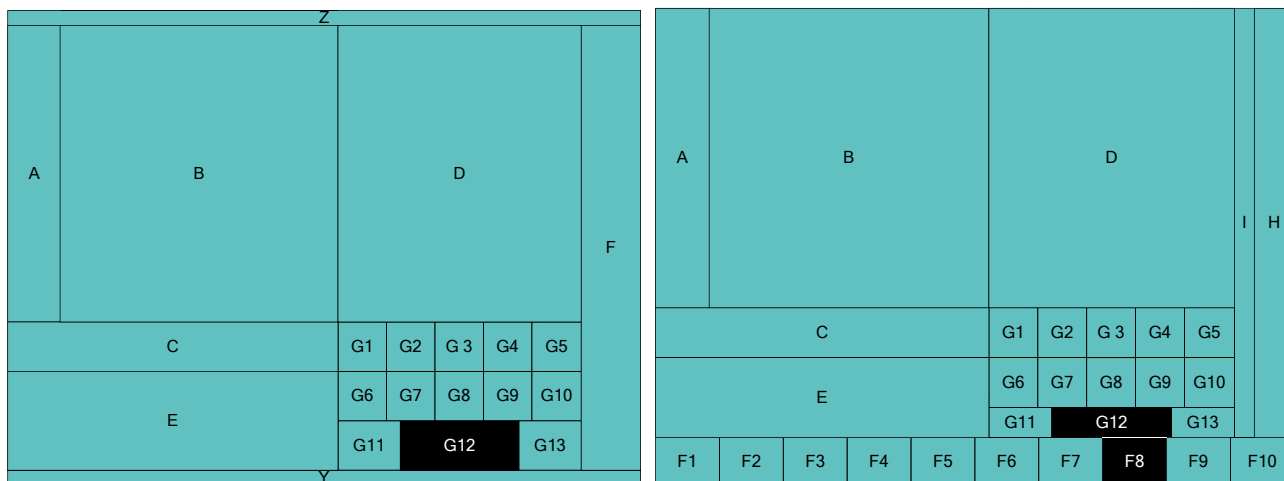 Z
A B D
F
C G1 G2 G 3 G4 G5
E G6 G7 G8 G9 G10
G11 G12 G13
Y
A B D
I H
C G1 G2 G 3 G4 G5
E G6 G7 G8 G9 G10
G11 G12 G13
F1 F2 F3 F4 F5 F6 F7 F8 F9 F10